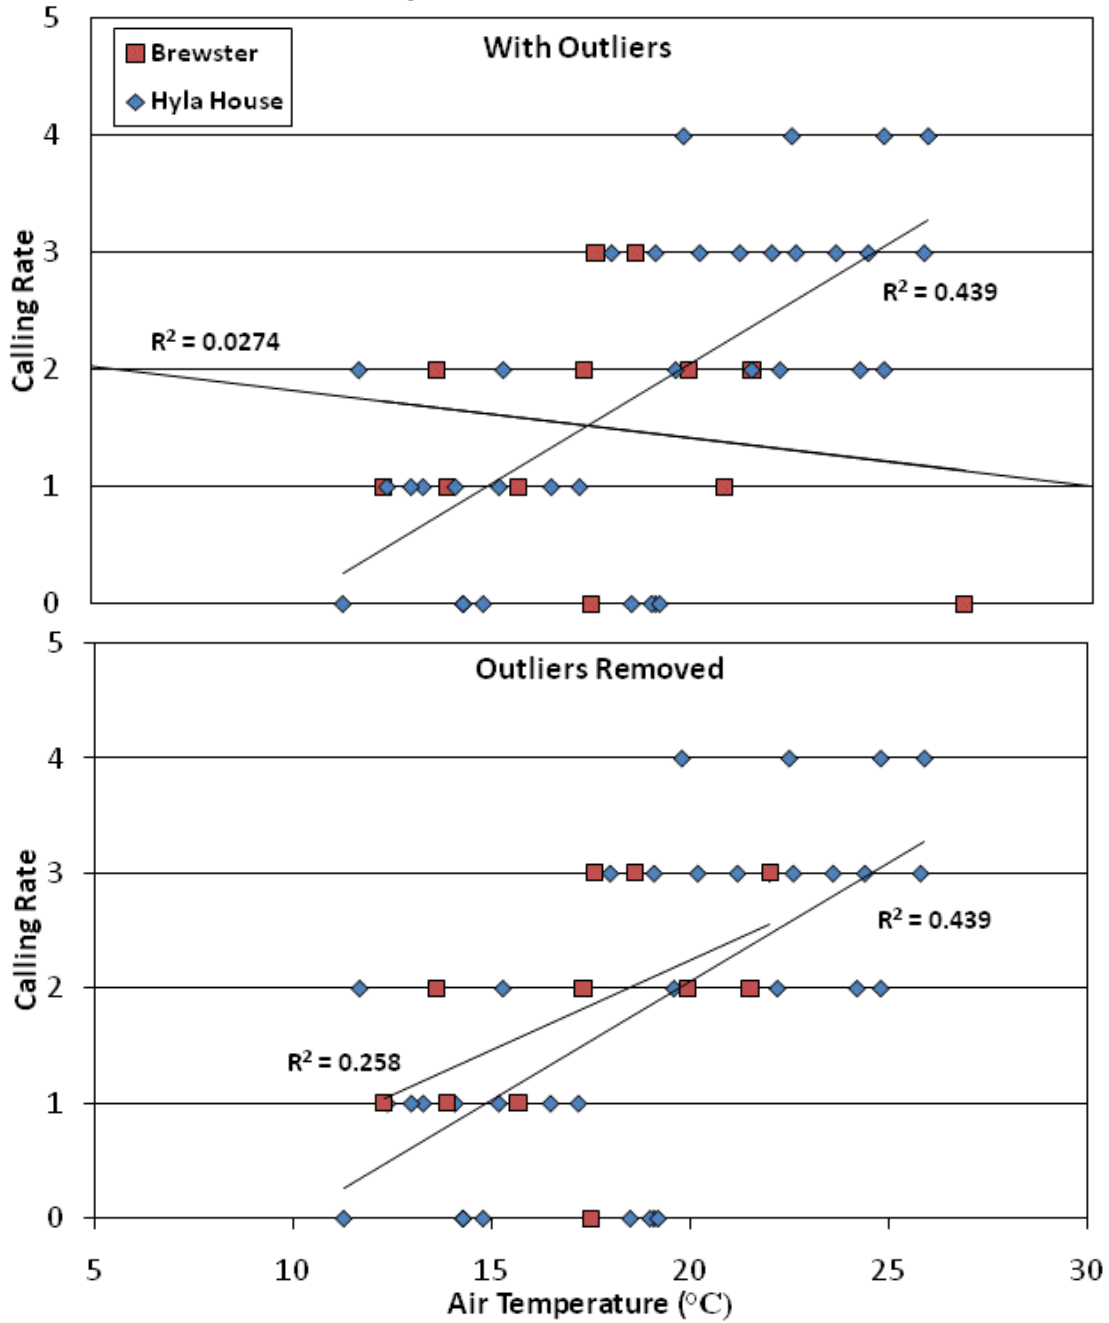 5
With Outliers
Brewster
Hyla House
4
3
R² = 0.439
R² = 0.0274
2
1
0
Calling Rate
5
Outliers Removed
4
3
R² = 0.439
2
R² = 0.258
1
0
Calling Rate
5 10 15 20 25 30
Air Temperature (°C)